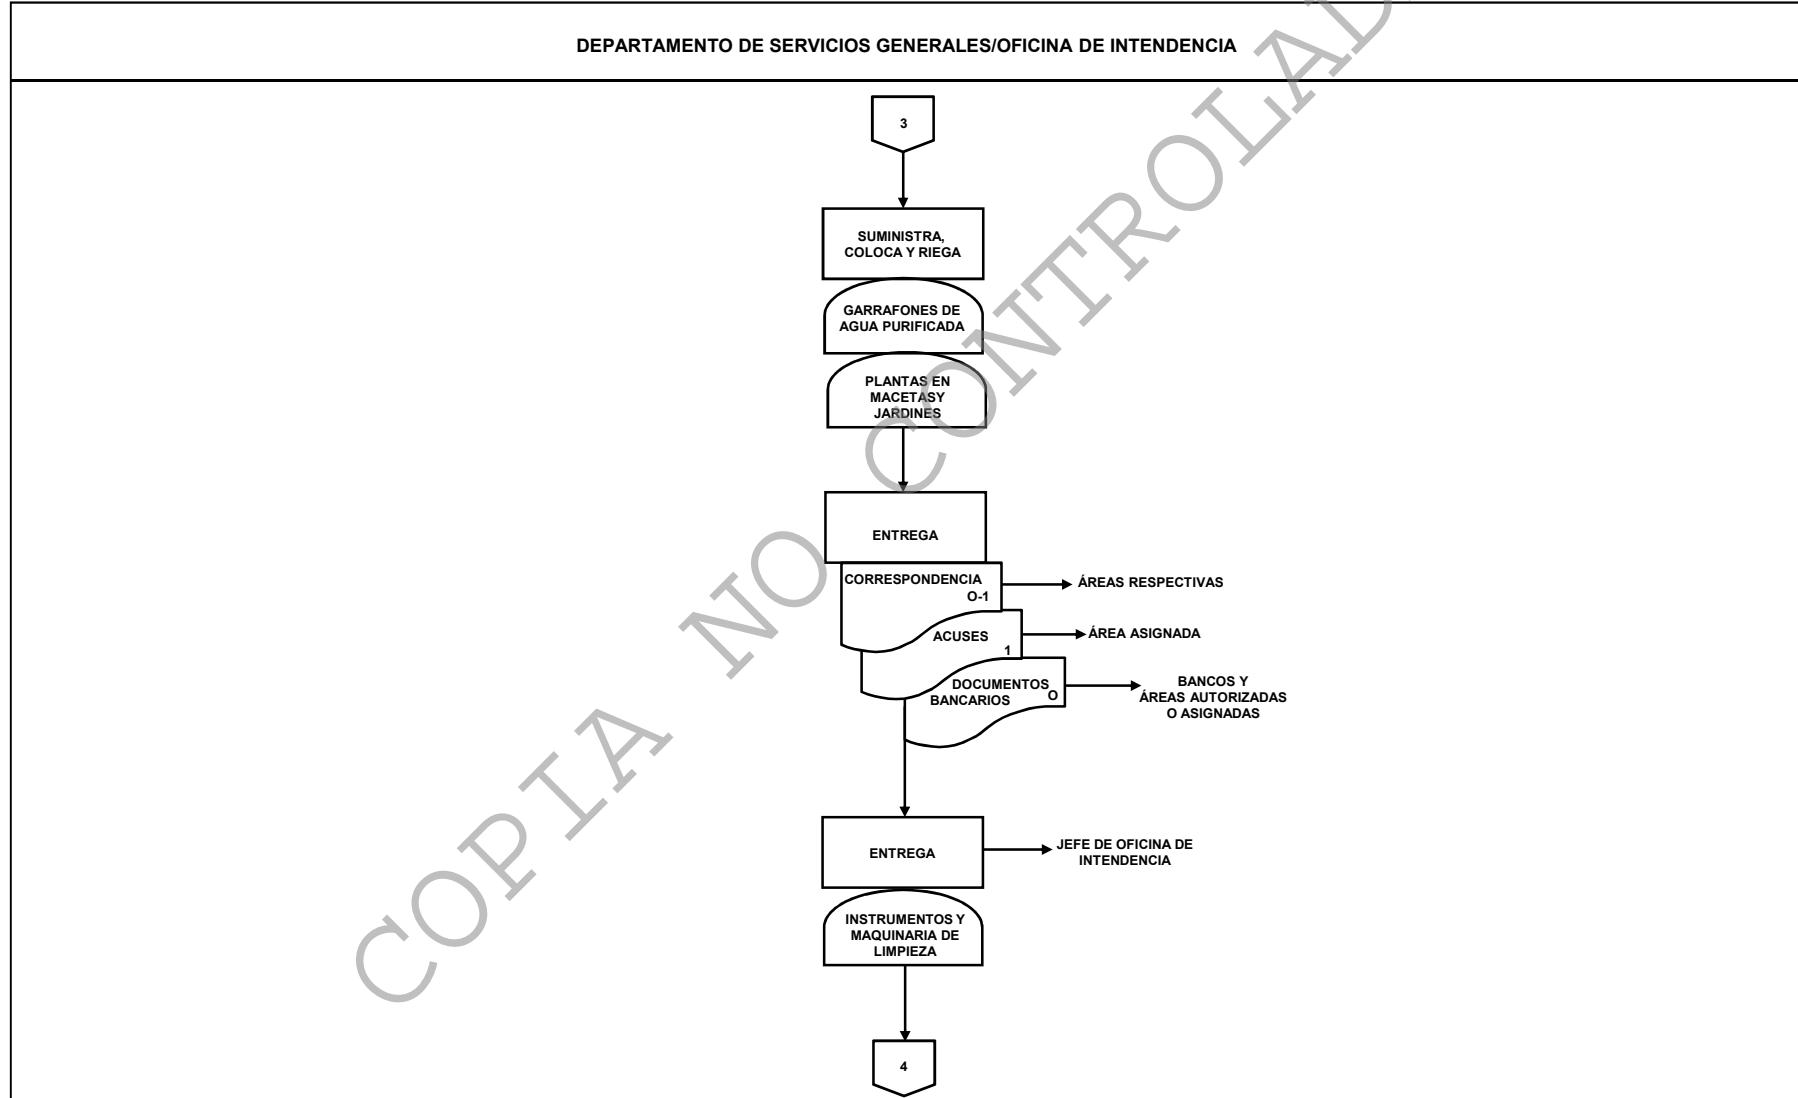 DEPARTAMENTO DE SERVICIOS GENERALES/OFICINA DE INTENDENCIA
3
SUMINISTRA,
COLOCA Y RIEGA
GARRAFONES DE
AGUA PURIFICADA
PLANTAS EN
MACETASY
JARDINES
ENTREGA
CORRESPONDENCIA
O-1
ÁREAS RESPECTIVAS
ACUSES
1
ÁREA ASIGNADA
DOCUMENTOS
BANCARIOS
O
BANCOS Y
ÁREAS AUTORIZADAS
O ASIGNADAS
ENTREGA
JEFE DE OFICINA DE
INTENDENCIA
INSTRUMENTOS Y
MAQUINARIA DE
LIMPIEZA
4
COPIA NO CONTROLAD